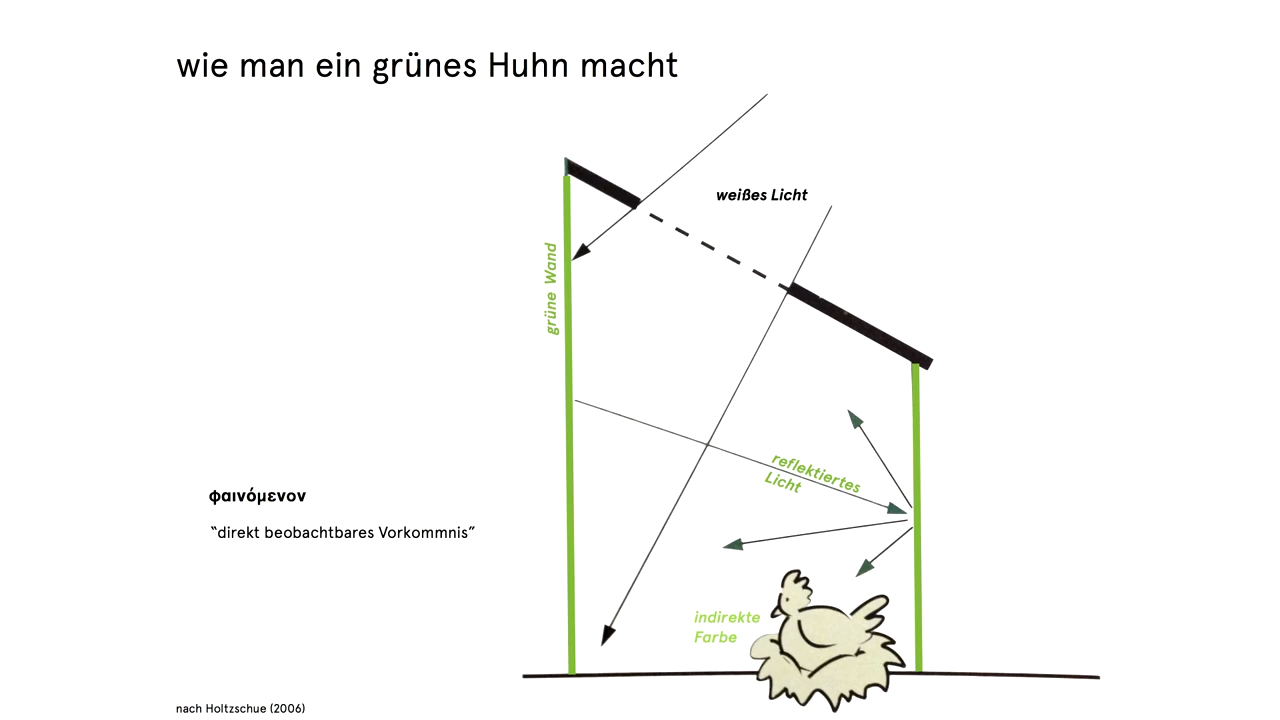 wie man ein grünes Huhn macht
weißes Licht
grüne Wand
reflektiertes
Licht
φαινόμενον
“direkt beobachtbares Vorkommnis”
indirekte
Farbe
nach Holtzschue (2006)